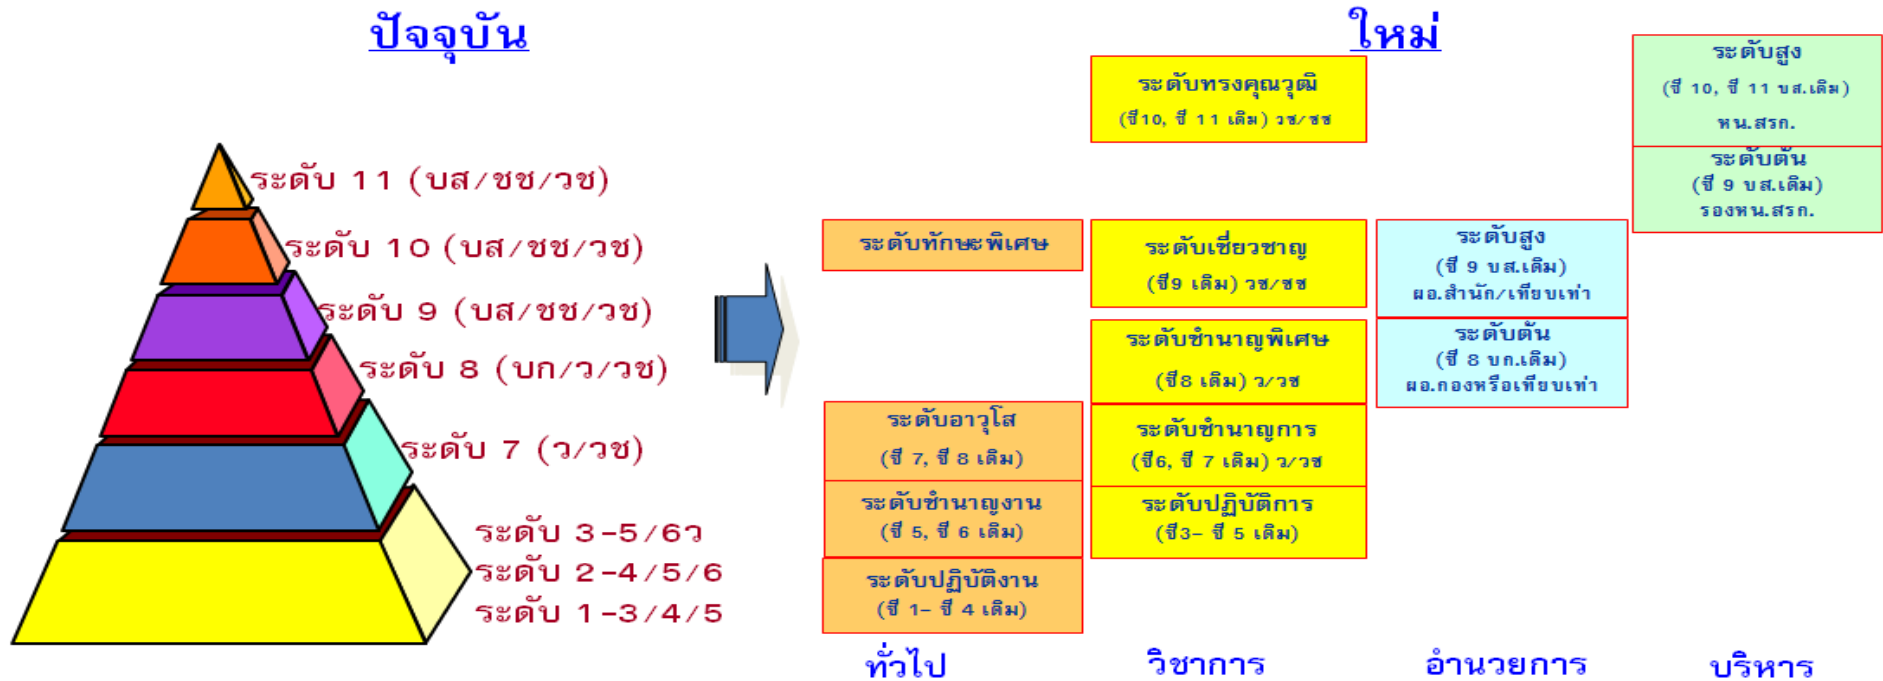 ปัจจุบัน
ระดับ 11 (บส/ชช/วช)
ระดับ 10 (บส/ชช/วช)
ระดับ 9 (บส/ชช/วช)
ระดับ 8 (บก/ว/วช)
ระดับ 7 (ว/วช)
ระดับ 3-5/6ว
ระดับ 2-4/5/6
ระดับ 1-3/4/5
ใหม่
ระดับทักษะพิเศษ
ระดับอาวุโส
(ซี 7, ซี 8 เดิม)
ระดับชำนาญงาน
(ซี 5, ซี 6 เดิม)
ระดับปฏิบัติงาน
(ซี 1- ซี 4 เดิม)
ทั่วไป
ระดับทรงคุณวุฒิ
(ซี10, ซี 11 เดิม) วช/ชช
ระดับเชี่ยวชาญ
(ซี9 เดิม) วช/ชช
ระดับชำนาญพิเศษ
(ซี8 เดิม) ว/วช
ระดับชำนาญการ
(ซี6, ซี 7 เดิม) ว/วช
ระดับปฏิบัติการ
(ซี3- ซี 5 เดิม)
วิชาการ
ระดับสูง
(ซี 9 บส.เดิม)
ผอ.สำนัก/เทียบเท่า
ระดับต้น
(ซี 8 บก.เดิม)
ผอ.กองหรือเทียบเท่า
อำนวยการ
ระดับสูง
(ซี 10, ซี 11 บส.เดิม)
หน.สรก.
ระดับต้น
(ซี 9 บส.เดิม)
รองหน.สรก.
บริหาร